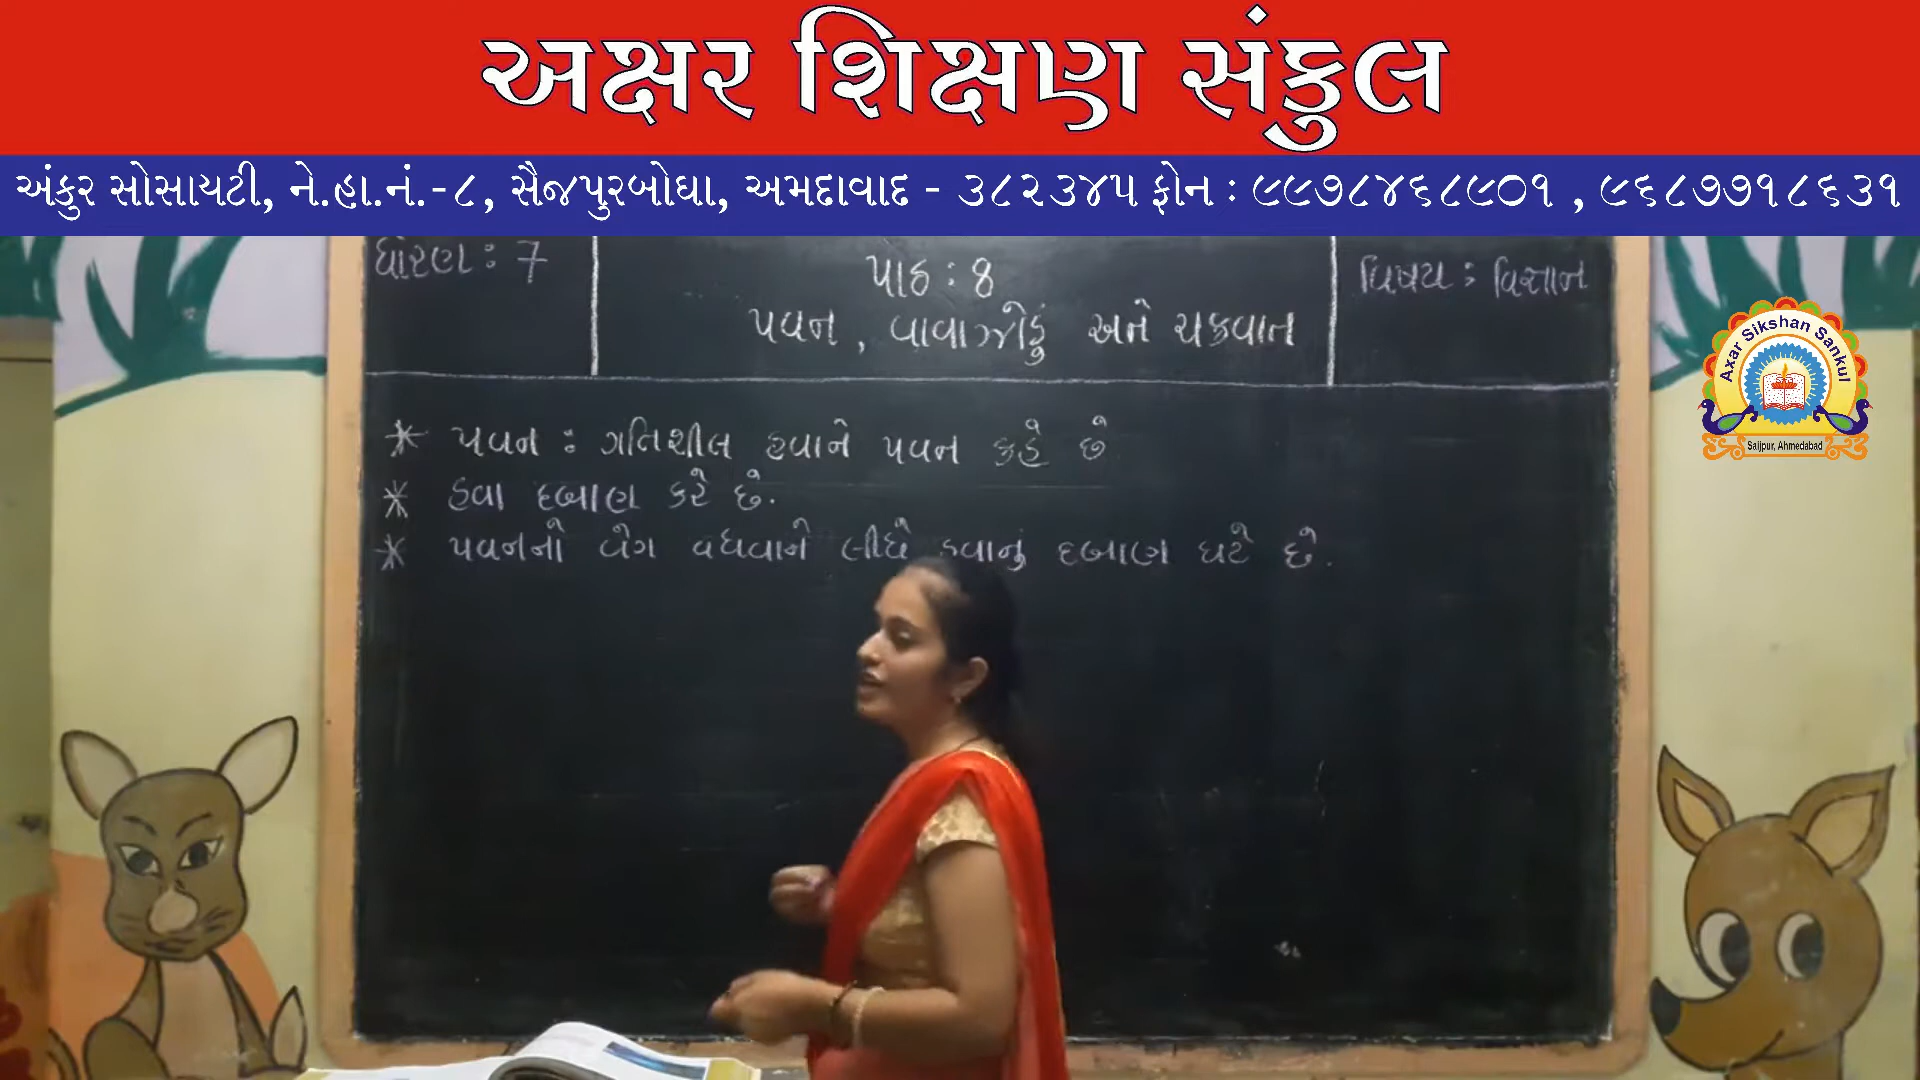 અક્ષર શિક્ષણ સંકુલ
અંકુર સોસાયટી, ને.હા.નં.-૮, સૈજપુરબોઘા, અમદાવાદ - ૩૮૨૩૪૫ ફોન : ૯૯૭૮૪૬૮૯૦૧ , ૯૬૮૭૭૧૮૬૩૧
ધોરણ : 7
પાઠ : 8
પવન , વાવાઝોડું અને ચક્રવાત
વિષય : વિજ્ઞાન
Axar Sikshan Sankul
Saijpur, Ahmedabad
* પવન : ગતિશીલ હવાને પવન કહે છે
* હવા દબાણ કરે છે.
* પવનનો વેગ વધવાને લીધે હવાનું દબાણ ઘટે છે.